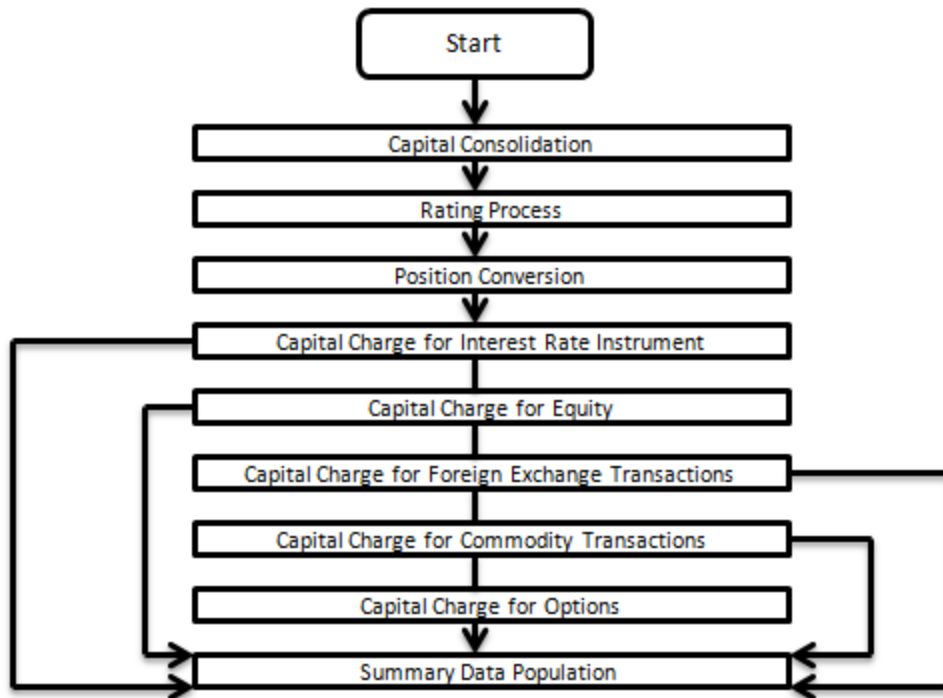 Start
Capital Consolidation
Rating Process
Position Conversion
Capital Charge for Interest Rate Instrument
Capital Charge for Equity
Capital Charge for Foreign Exchange Transactions
Capital Charge for Commodity Transactions
Capital Charge for Options
Summary Data Population